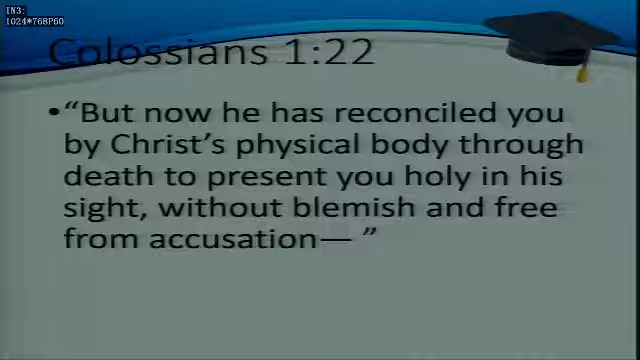 IN3:
1024*768P60
Colossians 1:22
•“But now he has reconciled you
by Christ’s physical body through
death to present you holy in his
sight, without blemish and free
from accusation— ”